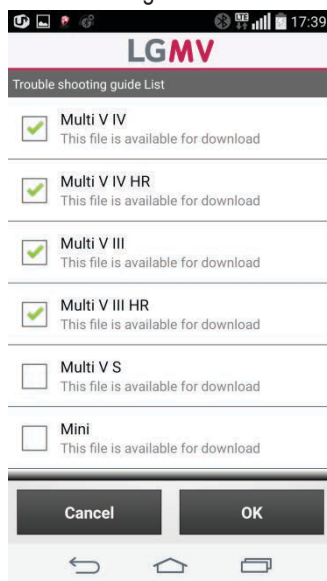 LTE
17:39
LGMV
Trouble shooting guide List
Multi V IV
This file is available for download
Multi V IV HR
This file is available for download
Multi V III
This file is available for download
Multi V III HR
This file is available for download
Multi V S
This file is available for download
Mini
This file is available for download
Cancel
OK